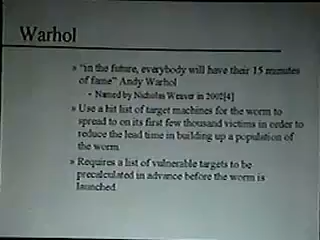 Warhol
» "in the future, everybody will have their 15 minutes
of fame" Andy Warhol
• Named by Nicholas Weaver in 2002[4]
» Use a hit list of target machines for the worm to
spread to on its first few thousand victims in order to
reduce the lead time in building up a population of
the worm.
» Requires a list of vulnerable targets to be
precalculated in advance before the worm is
launched.